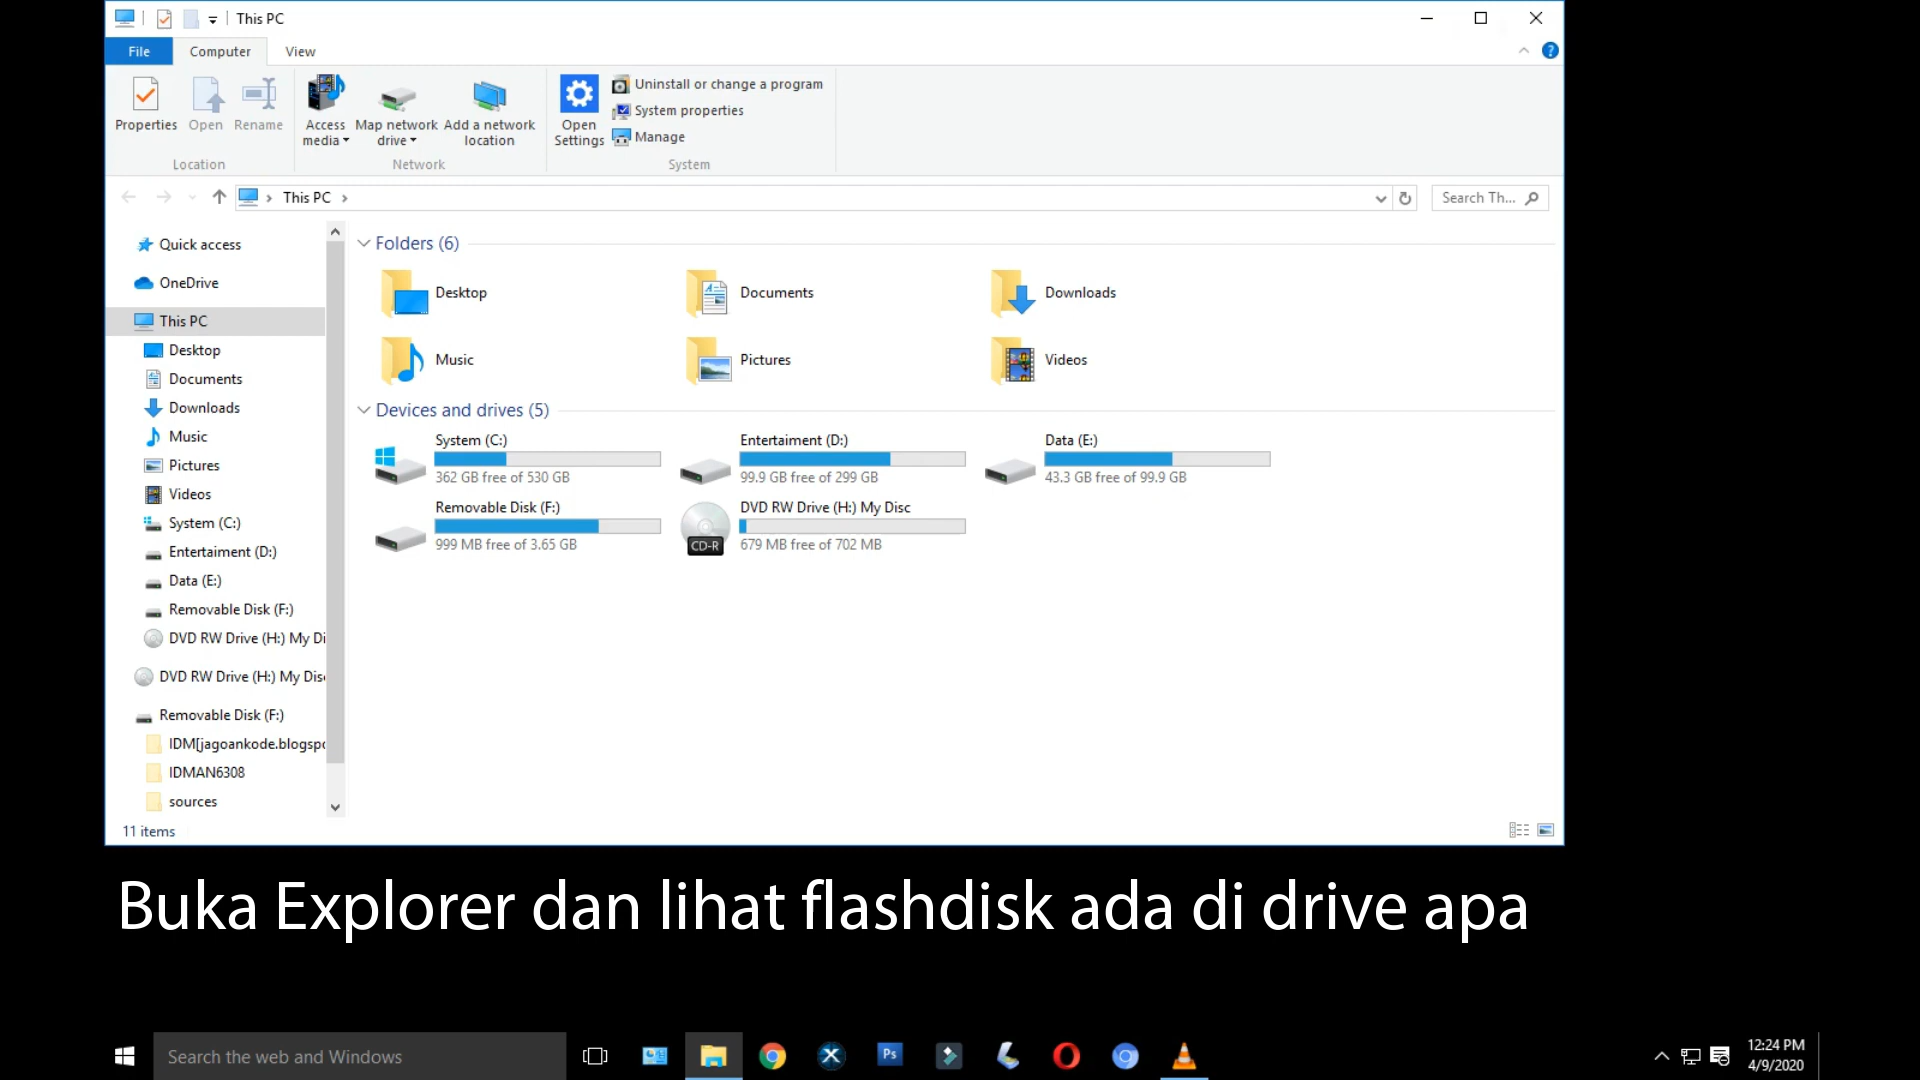 This PC
File
Computer
View
Properties
Open
Rename
Access media
Map network drive
Add a network location
Open Settings
Uninstall or change a program
System properties
Manage
Location
Network
System
This PC
Search Th...
Quick access
OneDrive
This PC
Desktop
Documents
Downloads
Music
Pictures
Videos
System (C:)
Entertaiment (D:)
Data (E:)
Removable Disk (F:)
DVD RW Drive (H:) My Di
DVD RW Drive (H:) My Dis
Removable Disk (F:)
IDM[jagoankode.blogspo
IDMAN6308
sources
Folders (6)
Desktop
Documents
Downloads
Music
Pictures
Videos
Devices and drives (5)
System (C:)
362 GB free of 530 GB
Entertaiment (D:)
99.9 GB free of 299 GB
Data (E:)
43.3 GB free of 99.9 GB
Removable Disk (F:)
999 MB free of 3.65 GB
CD-R
DVD RW Drive (H:) My Disc
679 MB free of 702 MB
11 items
Buka Explorer dan lihat flashdisk ada di drive apa
Search the web and Windows
Ps
12:24 PM
4/9/2020